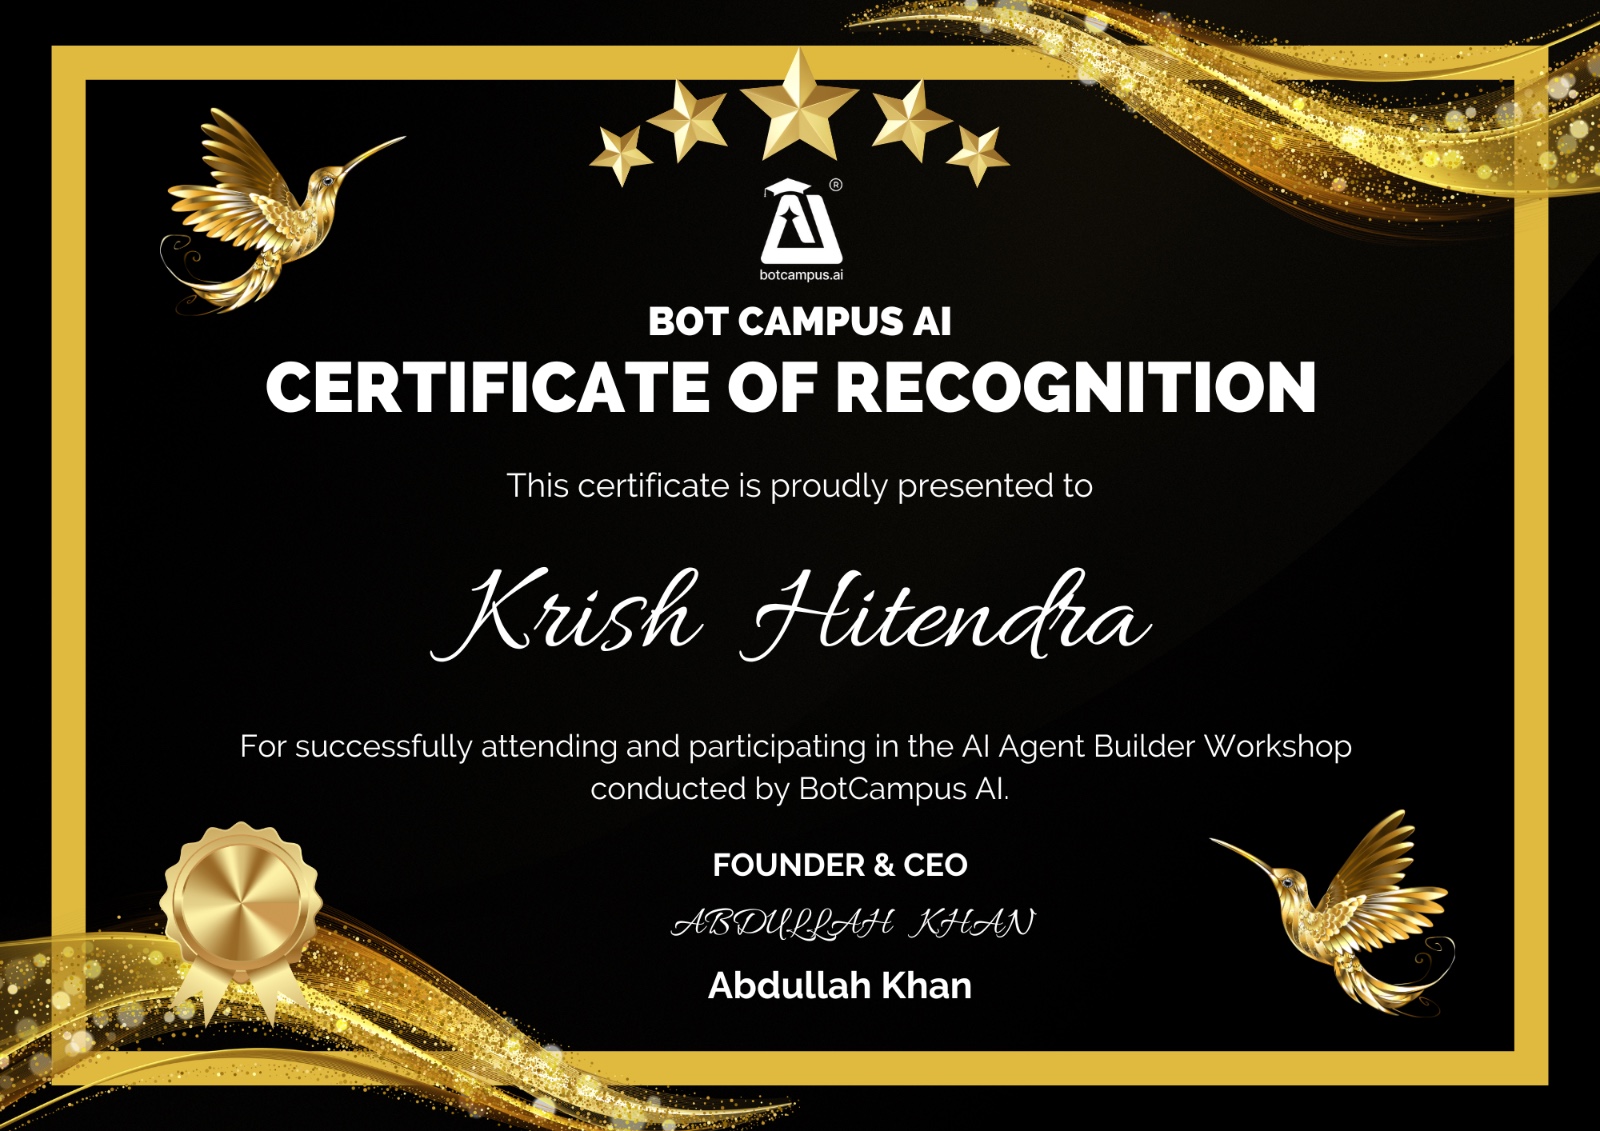 ®
botcampus.ai
BOT CAMPUS AI
CERTIFICATE OF RECOGNITION
This certificate is proudly presented to
Krish Hitendra
For successfully attending and participating in the AI Agent Builder Workshop
conducted by BotCampus AI.
FOUNDER & CEO
ABDULLAH KHAN
Abdullah Khan